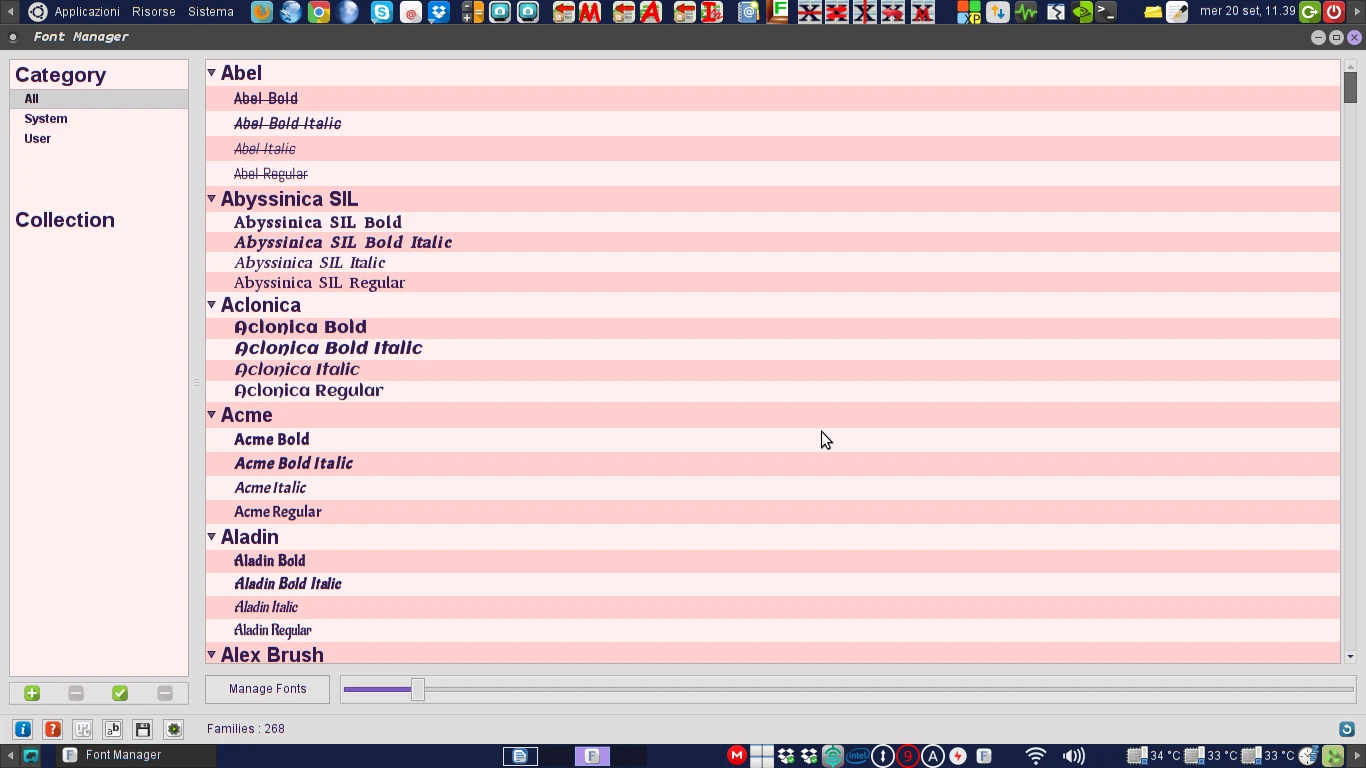 Applicazioni Risorse Sistema
mer 20 set, 11.39
Font Manager
Category
All
System
User
Collection
Abel
Abel Bold
Abel Bold Italic
Abel Italic
Abel Regular
Abyssinica SIL
Abyssinica SIL Bold
Abyssinica SIL Bold Italic
Abyssinica SIL Italic
Abyssinica SIL Regular
Aclonica
Aclonica Bold
Aclonica Bold Italic
Aclonica Italic
Aclonica Regular
Acme
Acme Bold
Acme Bold Italic
Acme Italic
Acme Regular
Aladin
Aladin Bold
Aladin Bold Italic
Aladin Italic
Aladin Regular
Alex Brush
Manage Fonts
Families : 268
Font Manager
34 °C 33 °C 33 °C